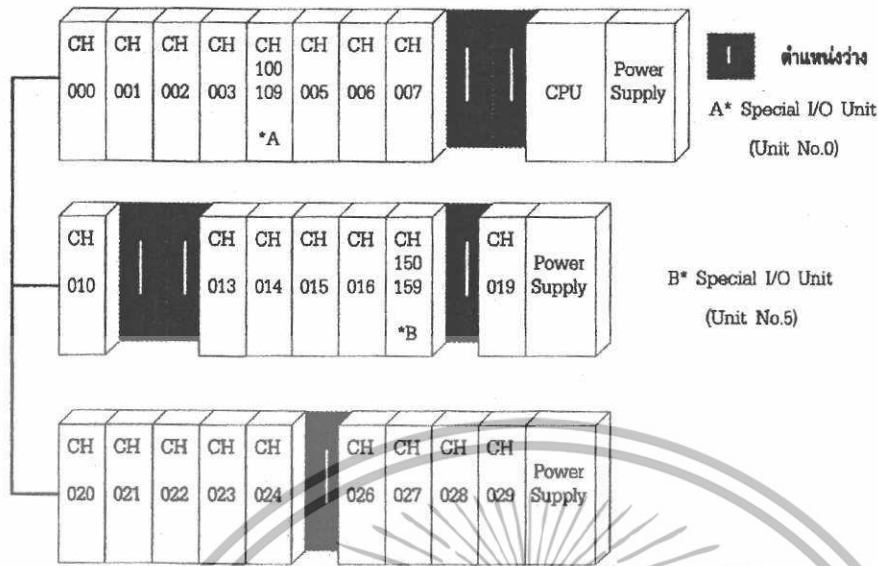 CH CH CH CH CH CH CH CH
100
000 001 002 003 109 005 006 007 CPU Power Supply
*A
ตำแหน่งว่าง
A* Special I/O Unit
(Unit No.0)
CH CH CH CH CH CH CH
150
010 013 014 015 016 159 019 Power Supply
*B
B* Special I/O Unit
(Unit No.5)
CH CH CH CH CH CH CH CH CH
020 021 022 023 024 026 027 028 029 Power Supply